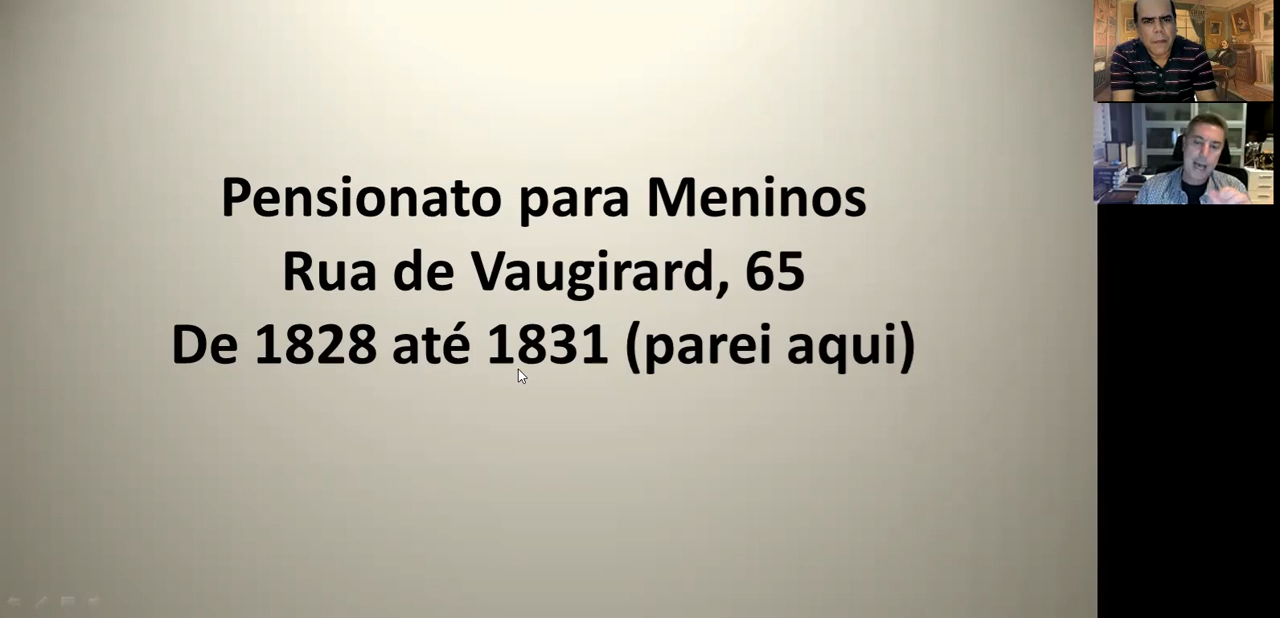 Pensionato para Meninos
Rua de Vaugirard, 65
De 1828 até 1831 (parei aqui)